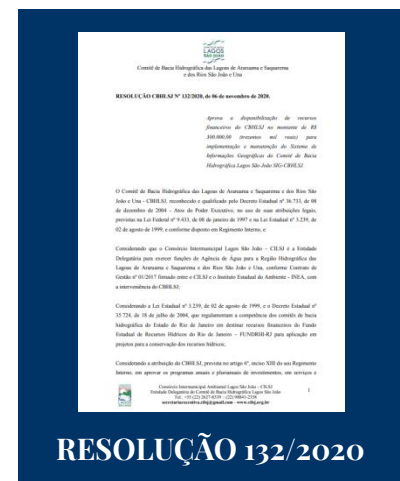 LAGOS
SÃO JOÃO
Comitê de Bacia Hidrográfica das Lagoas de Araruama e Saquarema
e dos Rios São João e Una
RESOLUÇÃO CBHLSJ Nº 132/2020, de 06 de novembro de 2020.
Aprova a disponibilização de recursos
financeiros do CBHLSJ no montante de R$
300.000,00 (trezentos mil reais) para
implementação e manutenção do Sistema de
Informações Geográficas do Comitê de Bacia
Hidrográfica Lagos São João SIG-CBHLSJ.
O Comitê de Bacia Hidrográfica das Lagoas de Araruama e Saquarema e dos Rios São
João e Una - CBHLSJ, reconhecido e qualificado pelo Decreto Estadual nº 36.733, de 08
de dezembro de 2004 – Atos do Poder Executivo, no uso de suas atribuições legais,
previstas na Lei Federal nº 9.433, de 08 de janeiro de 1997 e na Lei Estadual nº 3.239, de
02 de agosto de 1999; e conforme disposto em Regimento Interno, e:
Considerando que o Consórcio Intermunicipal Lagos São João – CILSJ é a Entidade
Delegatária para exercer funções de Agência de Água para a Região Hidrográfica das
Lagoas de Araruama e Saquarema e dos Rios São João e Una, conforme Contrato de
Gestão nº 01/2017 firmado entre o CILSJ e o Instituto Estadual do Ambiente - INEA, com
a interveniência do CBHLSJ;
Considerando a Lei Estadual nº 3.239, de 02 de agosto de 1999, e o Decreto Estadual nº
35.724, de 18 de julho de 2004, que regulamentam a competência dos comitês de bacia
hidrográfica do Estado do Rio de Janeiro em destinar recursos financeiros do Fundo
Estadual de Recursos Hídricos do Rio de Janeiro – FUNDRHI-RJ para aplicação em
projetos para a conservação dos recursos hídricos;
Considerando a atribuição do CBHLSJ, prevista no artigo 6º, inciso XIII do seu Regimento
Interno, em aprovar os programas anuais e plurianuais de investimentos, em serviços e
Consórcio Intermunicipal Ambiental Lagos São João - CILSJ
Entidade Delegatária do Comitê de Bacia Hidrográfica Lagos São João
1
RESOLUÇÃO 132/2020